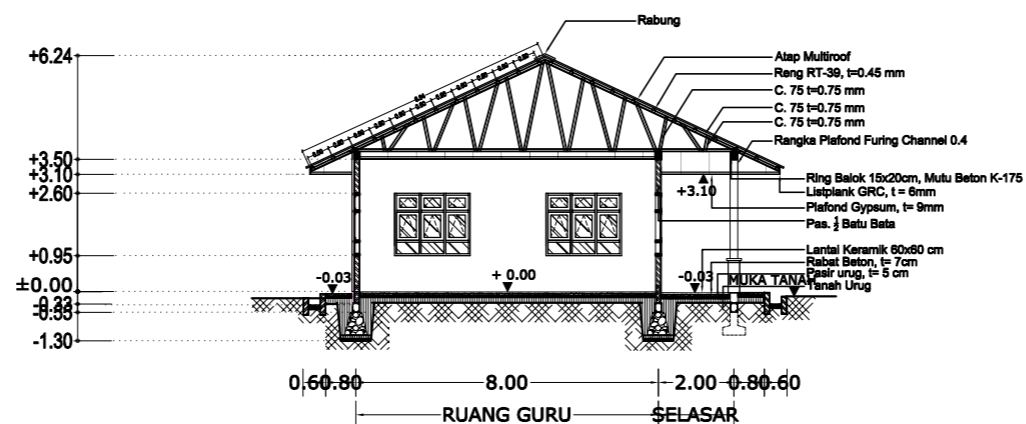 Rabung
+6.24
Atap Multiroof
Reng RT-39, t=0.45 mm
C. 75 t=0.75 mm
C. 75 t=0.75 mm
C. 75 t=0.75 mm
Rangka Plafond Furing Channel 0.4
+3.50
+3.10
Ring Balok 15x20cm, Mutu Beton K-175
+3.10
Listplank GRC, t = 6mm
+2.60
Plafond Gypsum, t= 9mm
Pas. ½ Batu Bata
+0.95
Lantai Keramik 60x60 cm
Rabat Beton, t= 7cm
-0.03
+ 0.00
-0.03
MUKA TANAH
Pasir urug, t= 5 cm
±0.00
Tanah Urug
-1.30
0.60
0.80
8.00
2.00
0.80
0.60
RUANG GURU
SELASAR